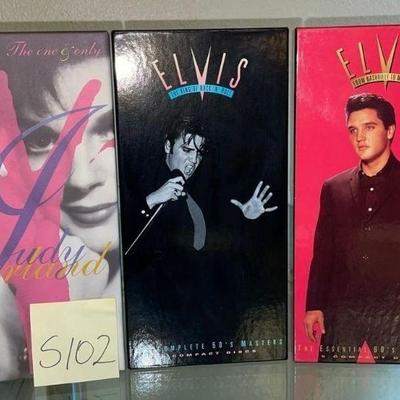 The one & only
Judy
Garland
S102
ELVIS
THE KING OF ROCK 'N' ROLL
COMPLETE 50'S MASTERS
COMPACT DISCS
ELVIS
FROM NASHVILLE TO
THE ESSENTIAL 60'S
COMPACT